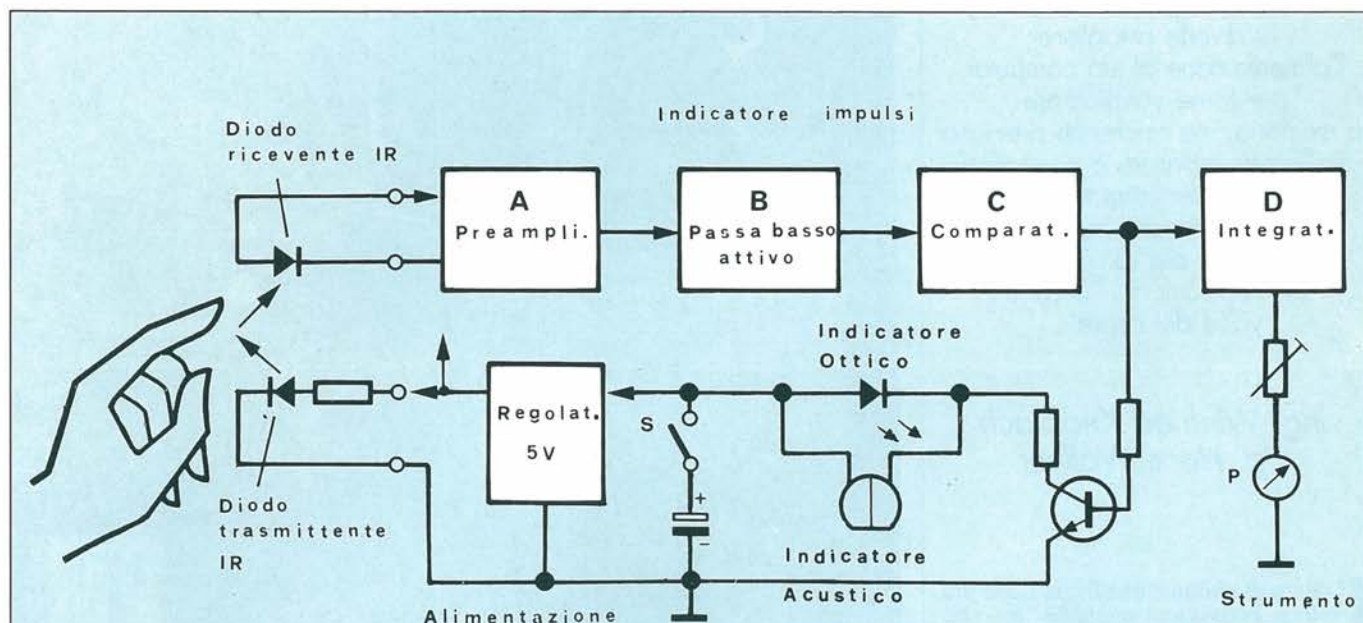 Indicatore impulsi
Diodo
ricevente IR
A
Preampli.
B
Passa basso
attivo
C
Comparat.
D
Integrat.
Indicatore
Ottico
Regolat.
5V
S
+
-
P
Diodo
trasmittente
IR
Indicatore
Acustico
Alimentazione
Strumento